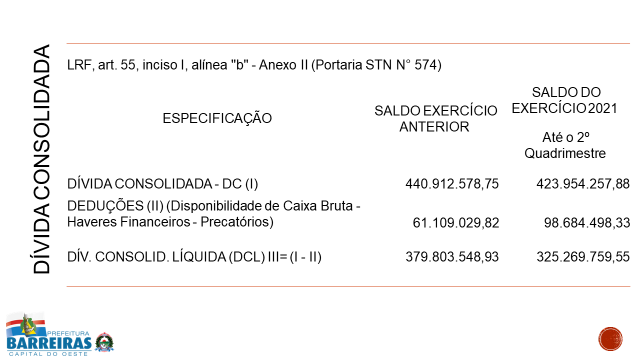 DÍVIDA CONSOLIDADA
LRF, art. 55, inciso I, alínea "b" - Anexo II (Portaria STN N° 574)
ESPECIFICAÇÃO
SALDO EXERCÍCIO
ANTERIOR
SALDO DO
EXERCÍCIO 2021
Até o 2º
Quadrimestre
DÍVIDA CONSOLIDADA - DC (I) 440.912.578,75 423.954.257,88
DEDUÇÕES (II) (Disponibilidade de Caixa Bruta -
Haveres Financeiros - Precatórios) 61.109.029,82 98.684.498,33
DÍV. CONSOLID. LÍQUIDA (DCL) III= (I - II) 379.803.548,93 325.269.759,55
PREFEITURA
BARREIRAS
CAPITAL DO OESTE